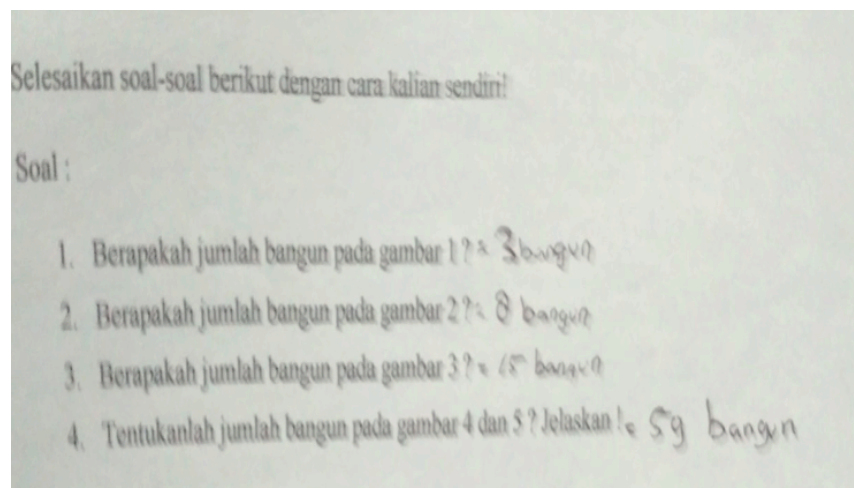 Selesaikan soal-soal berikut dengan cara kalian sendiri!
Soal :
1. Berapakah jumlah bangun pada gambar 1 ? = 3 bangun
2. Berapakah jumlah bangun pada gambar 2 ? = 8 bangun
3. Berapakah jumlah bangun pada gambar 3 ? = 15 bangun
4. Tentukanlah jumlah bangun pada gambar 4 dan 5 ? Jelaskan ! = 59 bangun